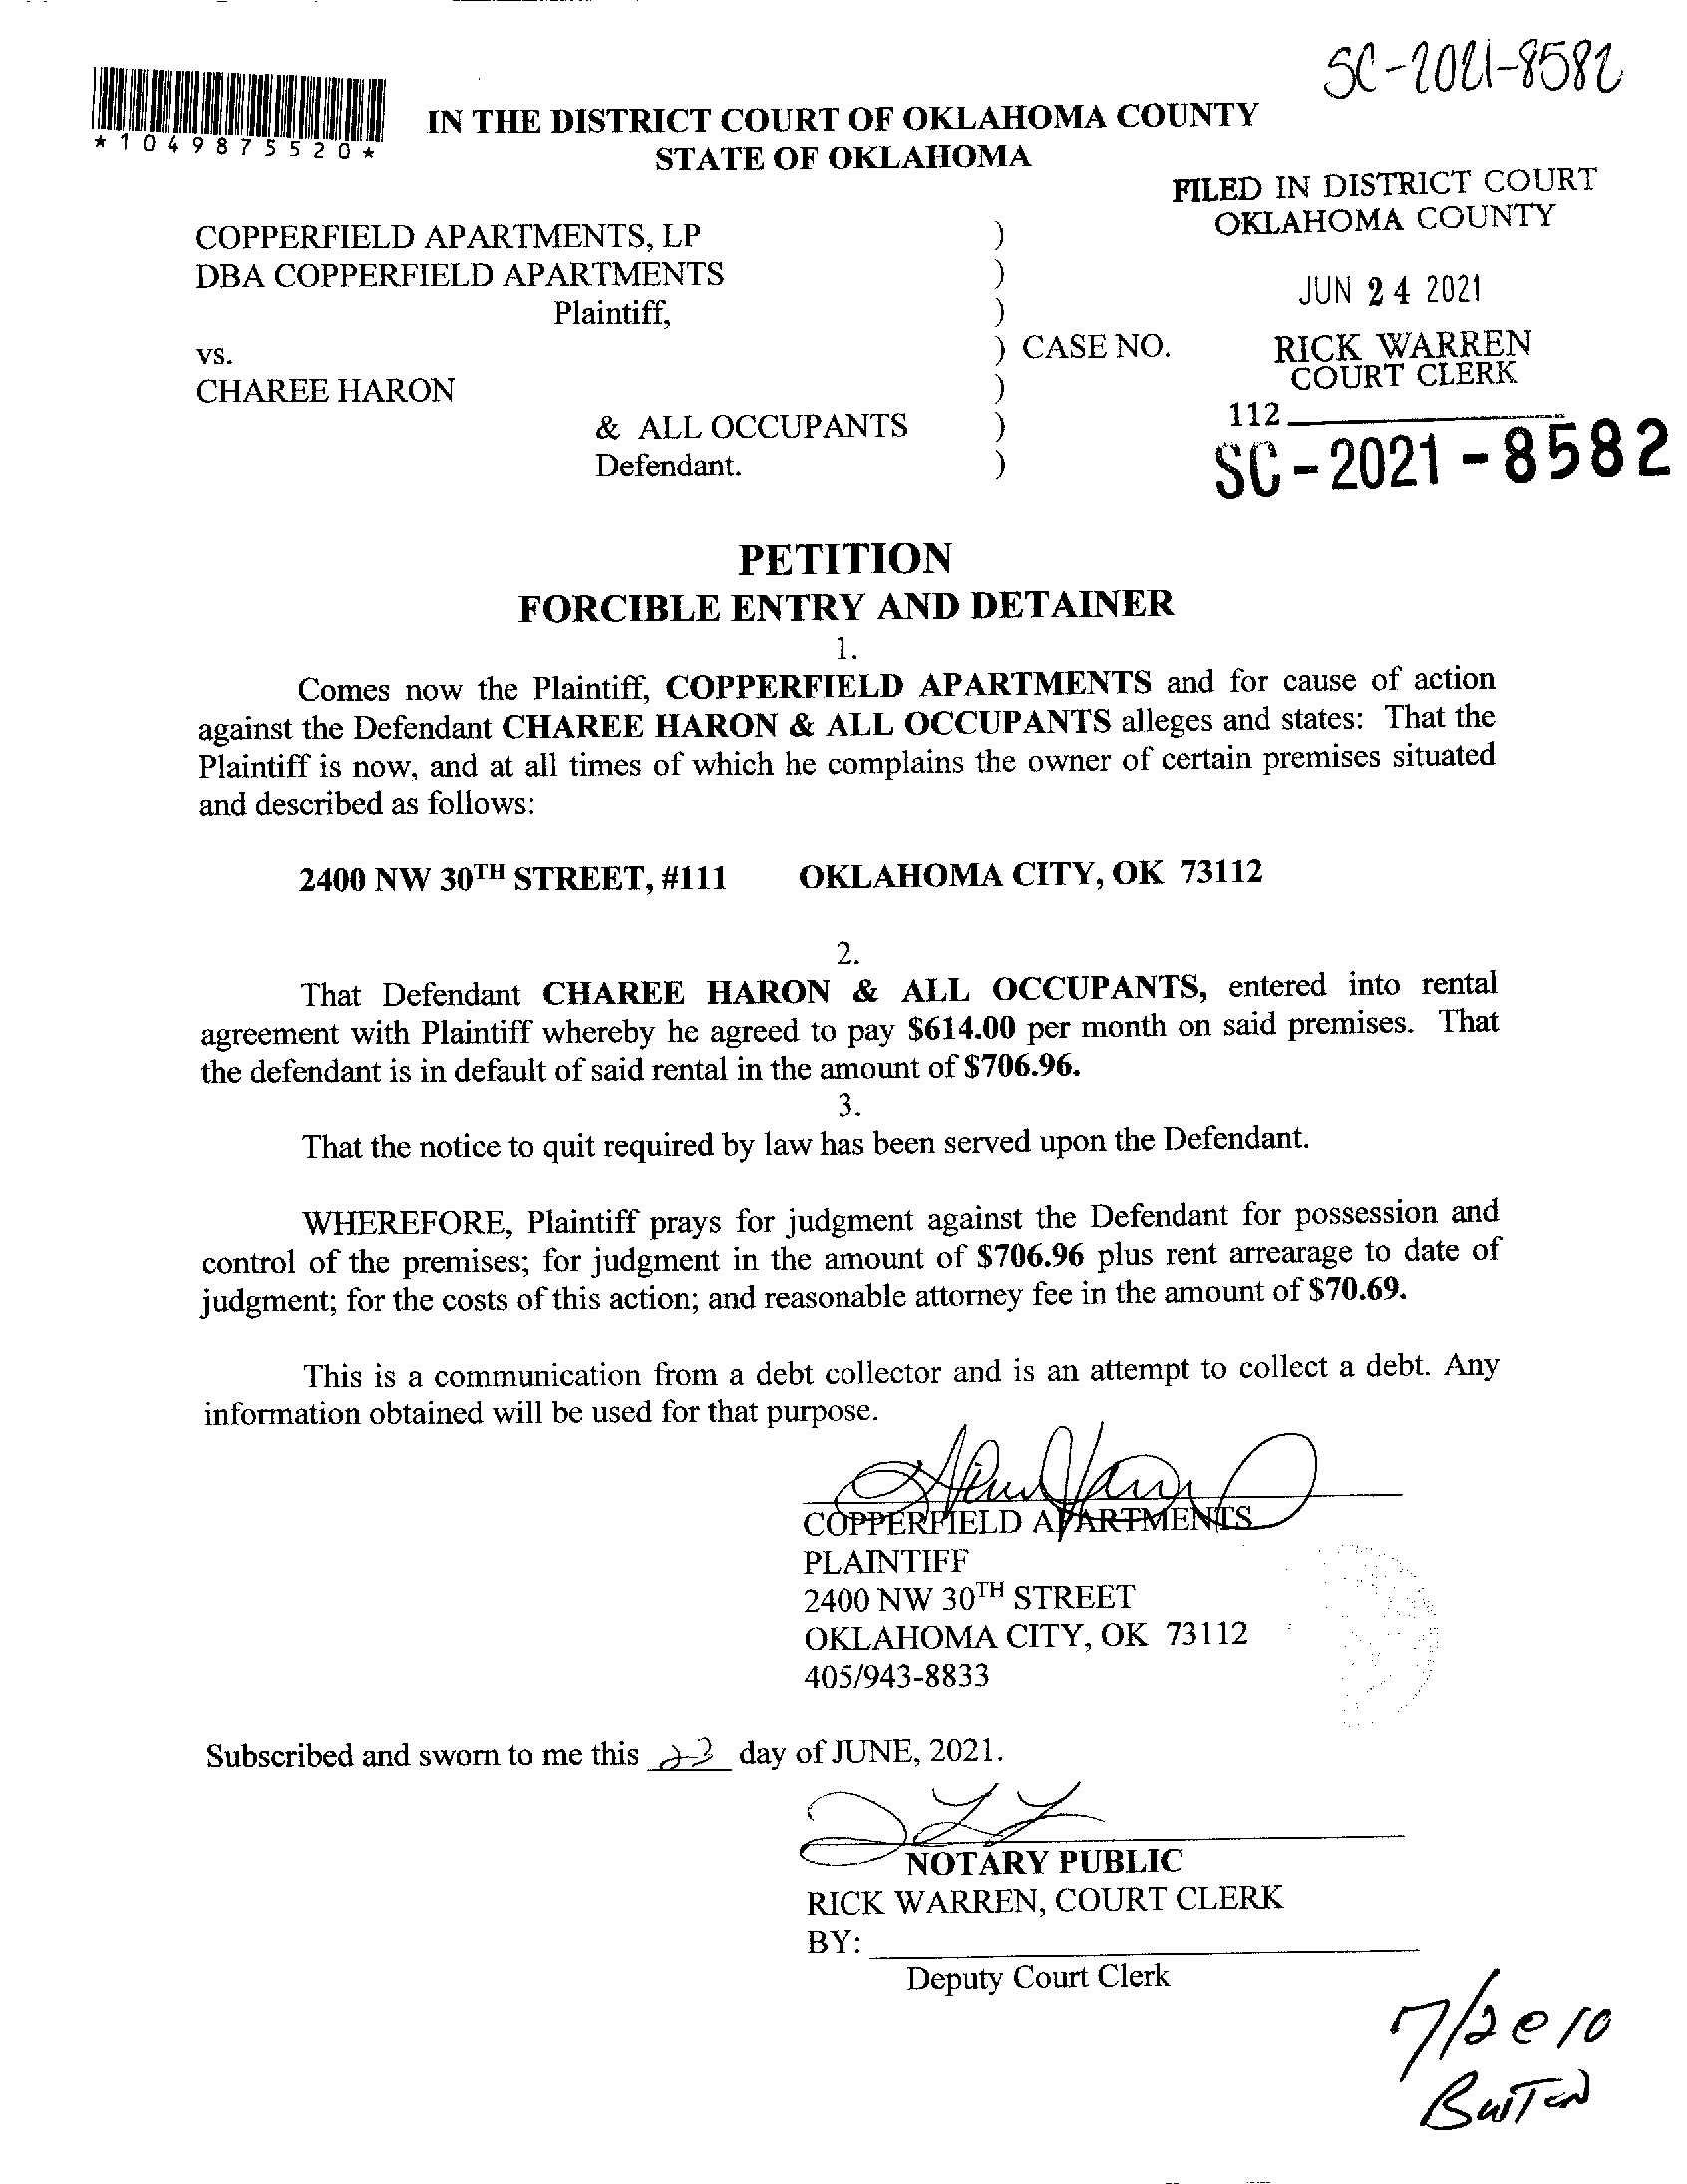 SC-2021-8582
*1049875520*
IN THE DISTRICT COURT OF OKLAHOMA COUNTY
STATE OF OKLAHOMA
FILED IN DISTRICT COURT
OKLAHOMA COUNTY
JUN 24 2021
RICK WARREN
COURT CLERK
112
SC-2021-8582
COPPERFIELD APARTMENTS, LP )
DBA COPPERFIELD APARTMENTS )
Plaintiff, )
vs. ) CASE NO.
CHAREE HARON )
& ALL OCCUPANTS )
Defendant. )
PETITION
FORCIBLE ENTRY AND DETAINER
1.
Comes now the Plaintiff, COPPERFIELD APARTMENTS and for cause of action
against the Defendant CHAREE HARON & ALL OCCUPANTS alleges and states: That the
Plaintiff is now, and at all times of which he complains the owner of certain premises situated
and described as follows:
2400 NW 30TH STREET, #111 OKLAHOMA CITY, OK 73112
2.
That Defendant CHAREE HARON & ALL OCCUPANTS, entered into rental
agreement with Plaintiff whereby he agreed to pay $614.00 per month on said premises. That
the defendant is in default of said rental in the amount of $706.96.
3.
That the notice to quit required by law has been served upon the Defendant.
WHEREFORE, Plaintiff prays for judgment against the Defendant for possession and
control of the premises; for judgment in the amount of $706.96 plus rent arrearage to date of
judgment; for the costs of this action; and reasonable attorney fee in the amount of $70.69.
This is a communication from a debt collector and is an attempt to collect a debt. Any
information obtained will be used for that purpose.
COPPERFIELD APARTMENTS
PLAINTIFF
2400 NW 30TH STREET
OKLAHOMA CITY, OK 73112
405/943-8833
Subscribed and sworn to me this 23 day of JUNE, 2021.
NOTARY PUBLIC
RICK WARREN, COURT CLERK
BY:
Deputy Court Clerk
7/2@10